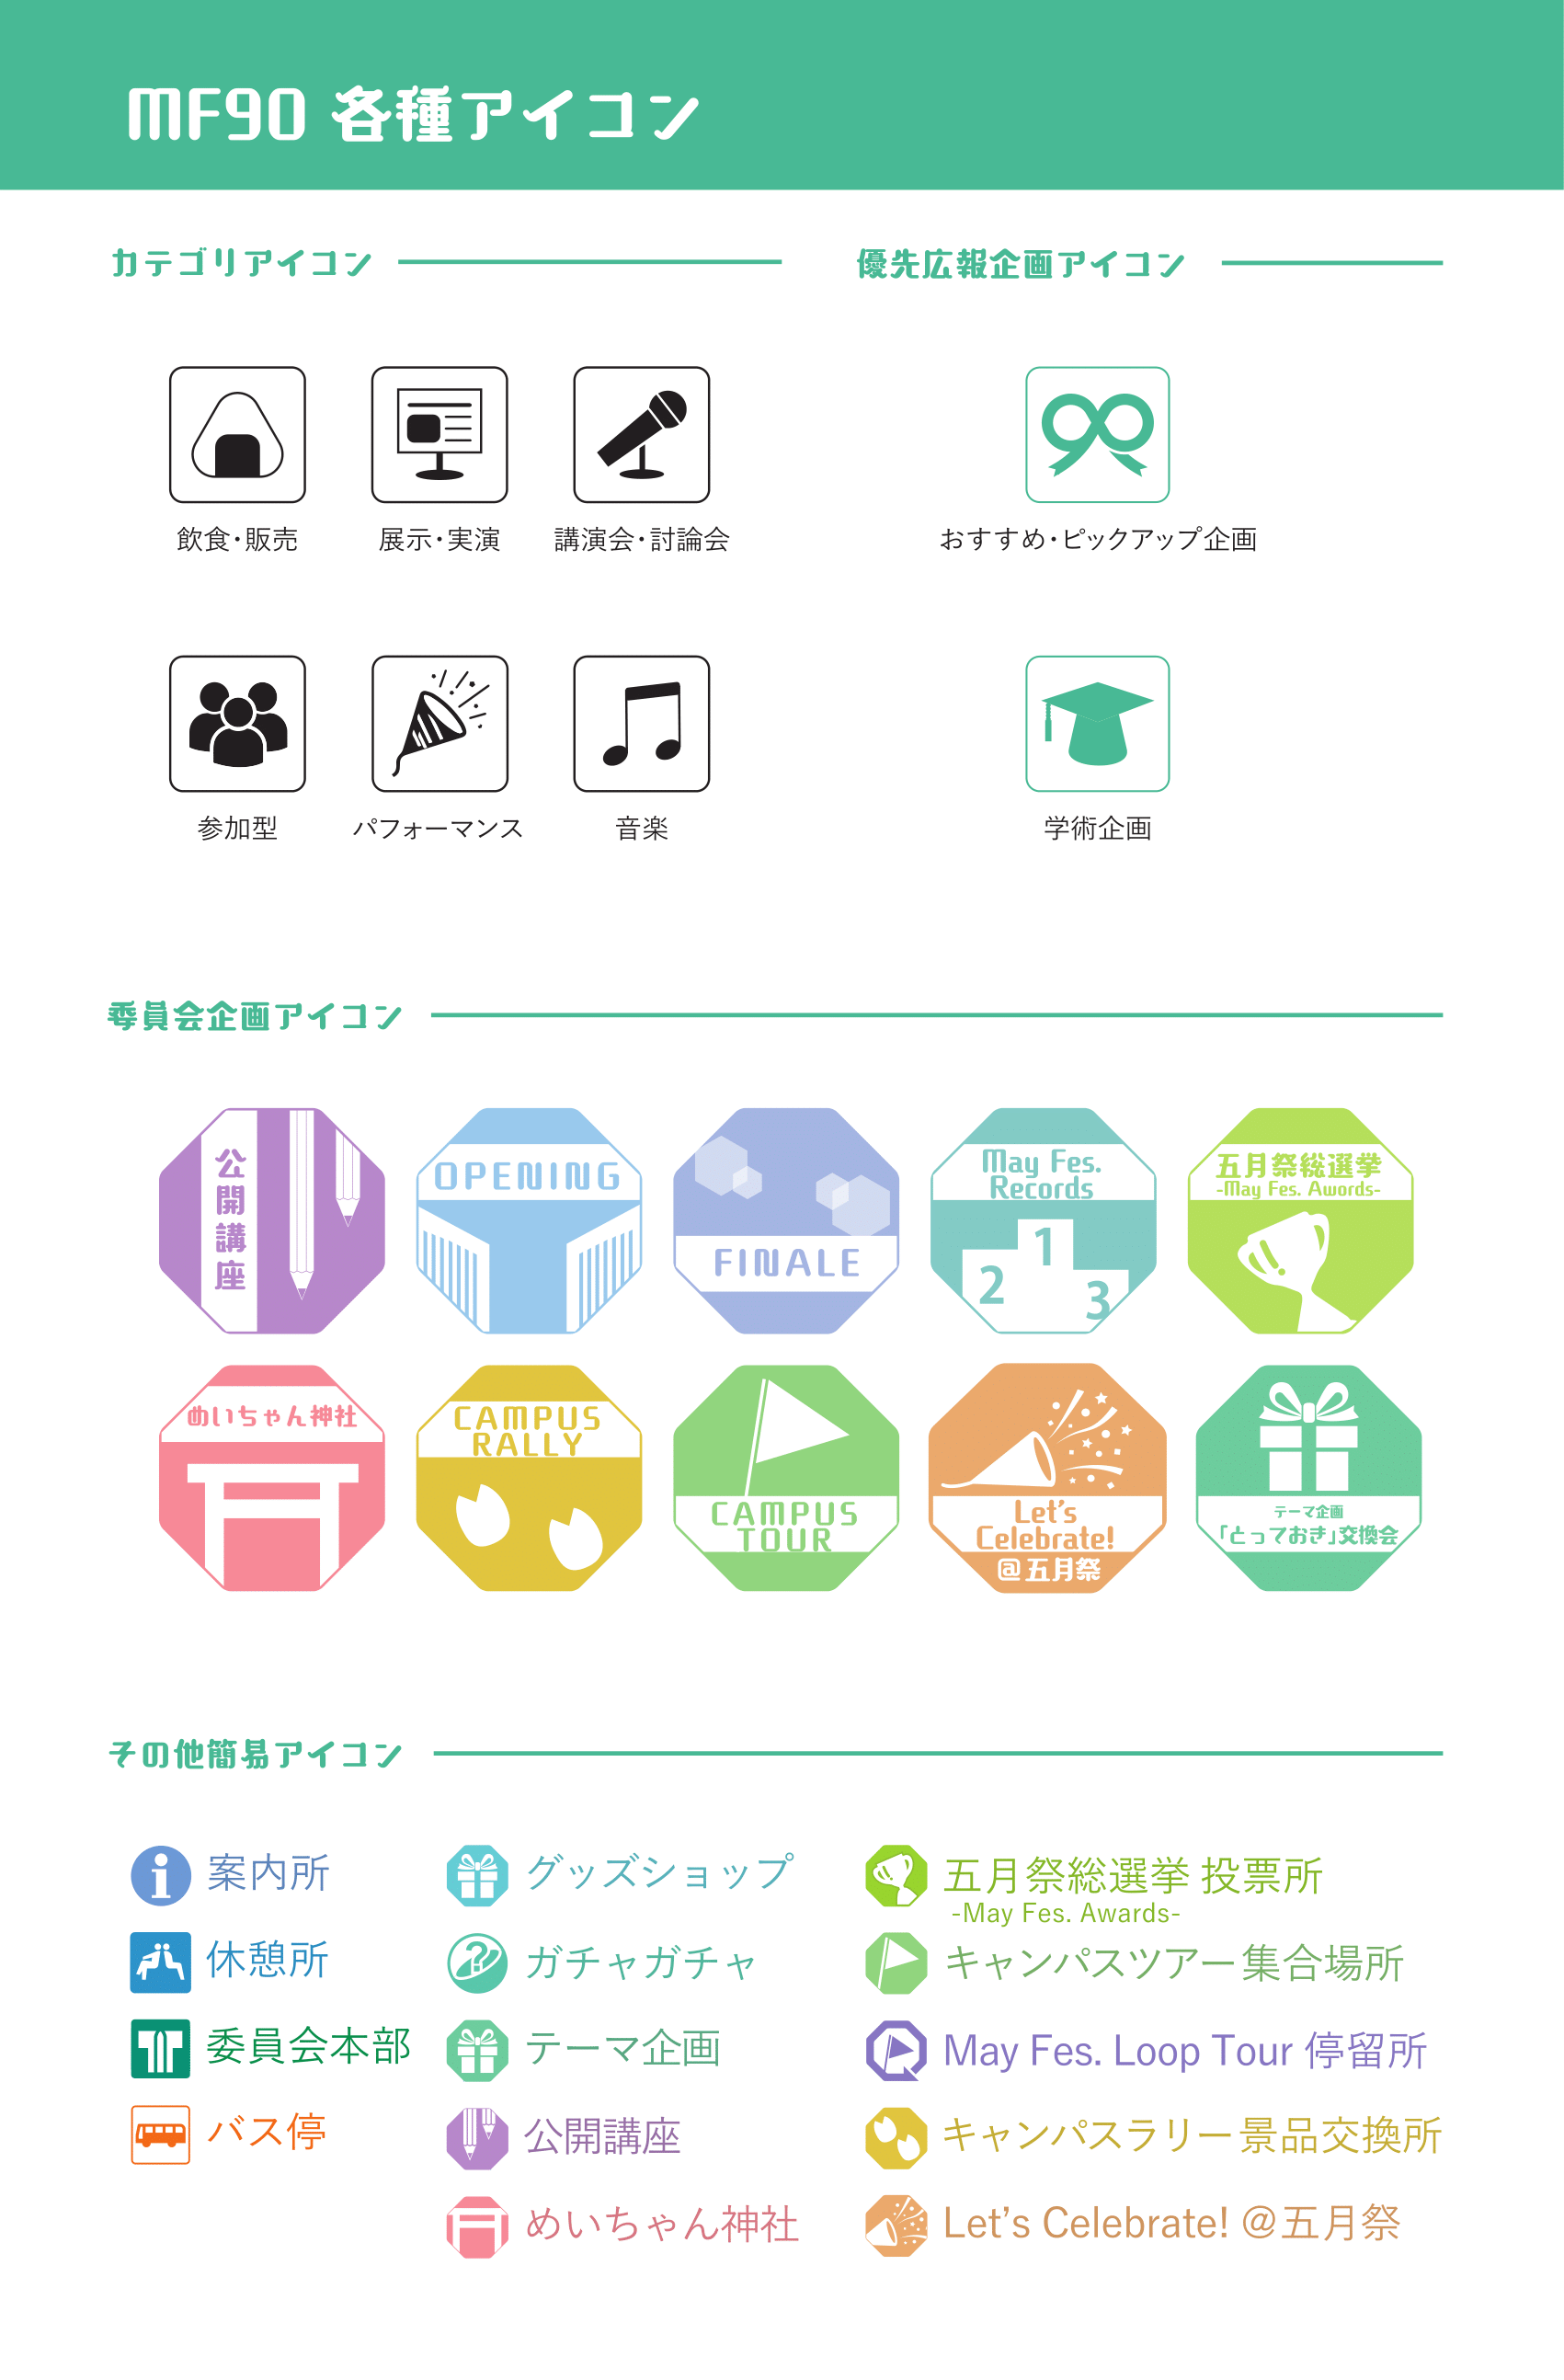 MF90 各種アイコン
カテゴリアイコン
優先広報企画アイコン
飲食・販売
展示・実演
講演会・討論会
おすすめ・ピックアップ企画
参加型
パフォーマンス
音楽
学術企画
委員会企画アイコン
公開講座
OPENING
FINALE
May Fes.
Records
1
2
3
五月祭総選挙
-May Fes. Awords-
めいちゃん神社
CAMPUS
RALLY
CAMPUS
TOUR
Let's
Celebrate!
@五月祭
テーマ企画
「とっておき」交換会
その他簡易アイコン
i
案内所
休憩所
委員会本部
バス停
グッズショップ
?
ガチャガチャ
テーマ企画
公開講座
めいちゃん神社
五月祭総選挙 投票所
-May Fes. Awards-
キャンパスツアー集合場所
May Fes. Loop Tour 停留所
キャンパスラリー景品交換所
Let's Celebrate! @五月祭